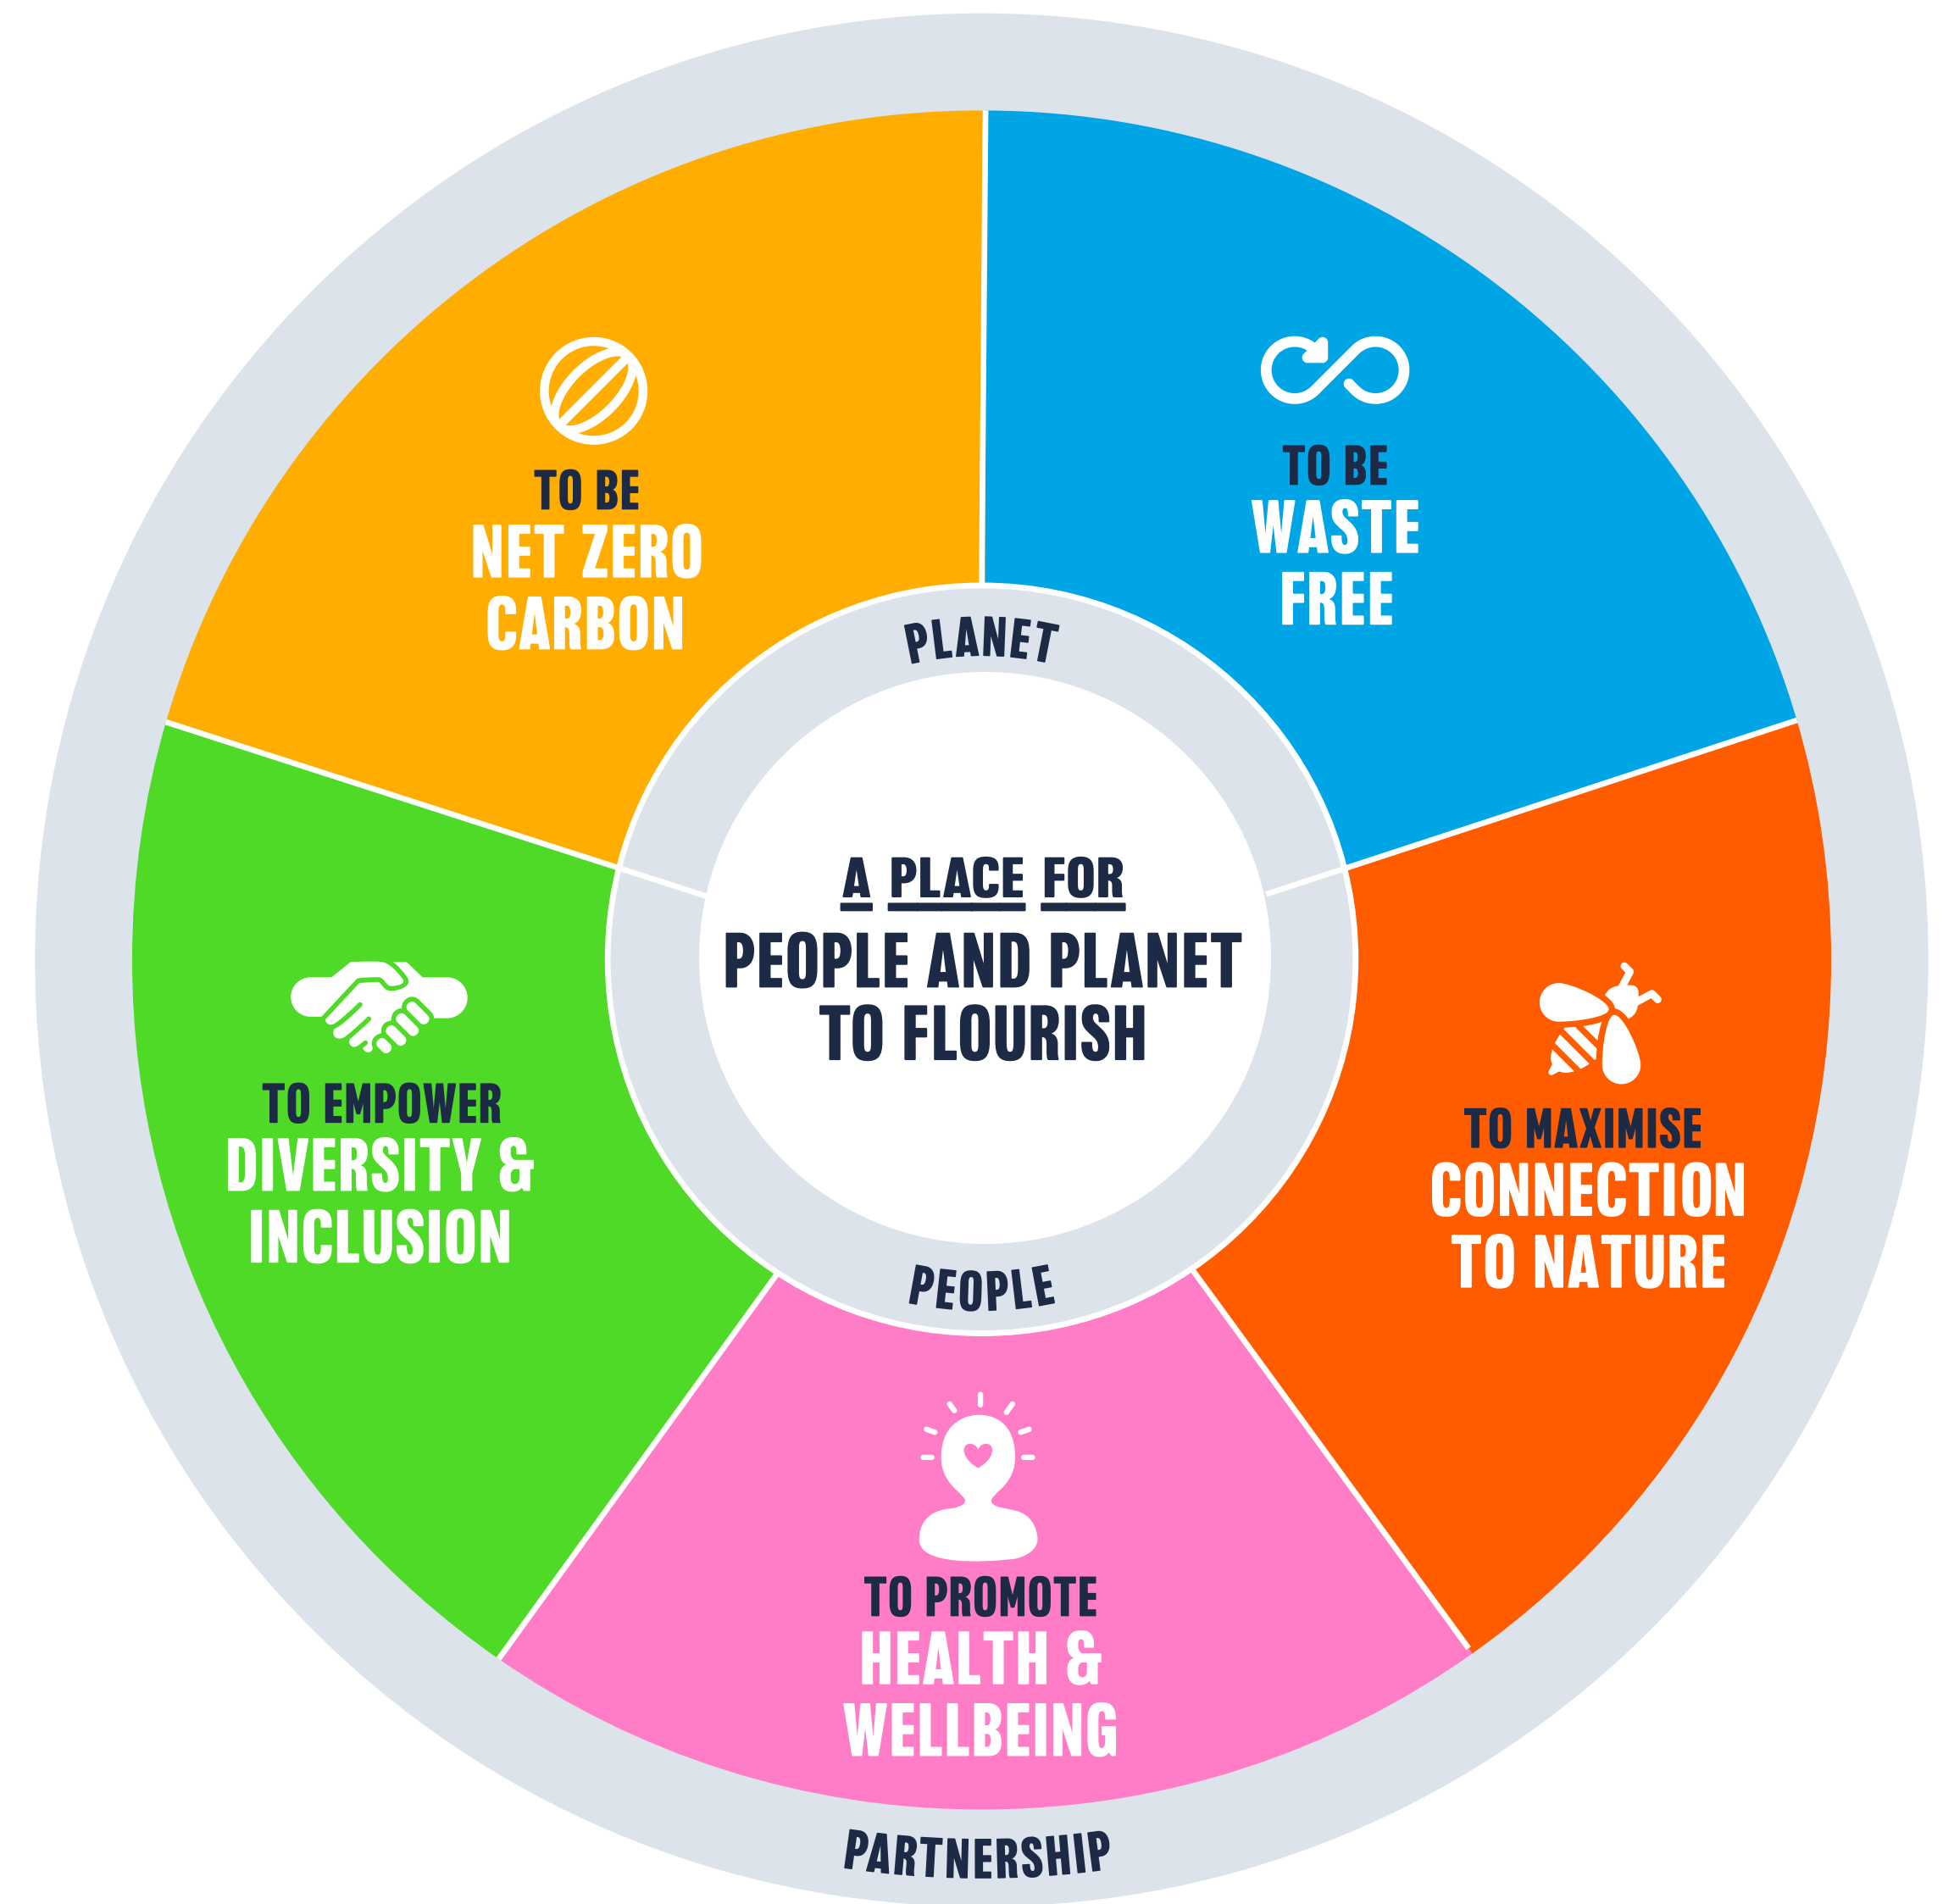 TO BE
NET ZERO
CARBON
TO BE
WASTE
FREE
PLANET
A PLACE FOR
PEOPLE AND PLANET
TO FLOURISH
TO EMPOWER
DIVERSITY &
INCLUSION
TO MAXIMISE
CONNECTION
TO NATURE
PEOPLE
TO PROMOTE
HEALTH &
WELLBEING
PARTNERSHIP